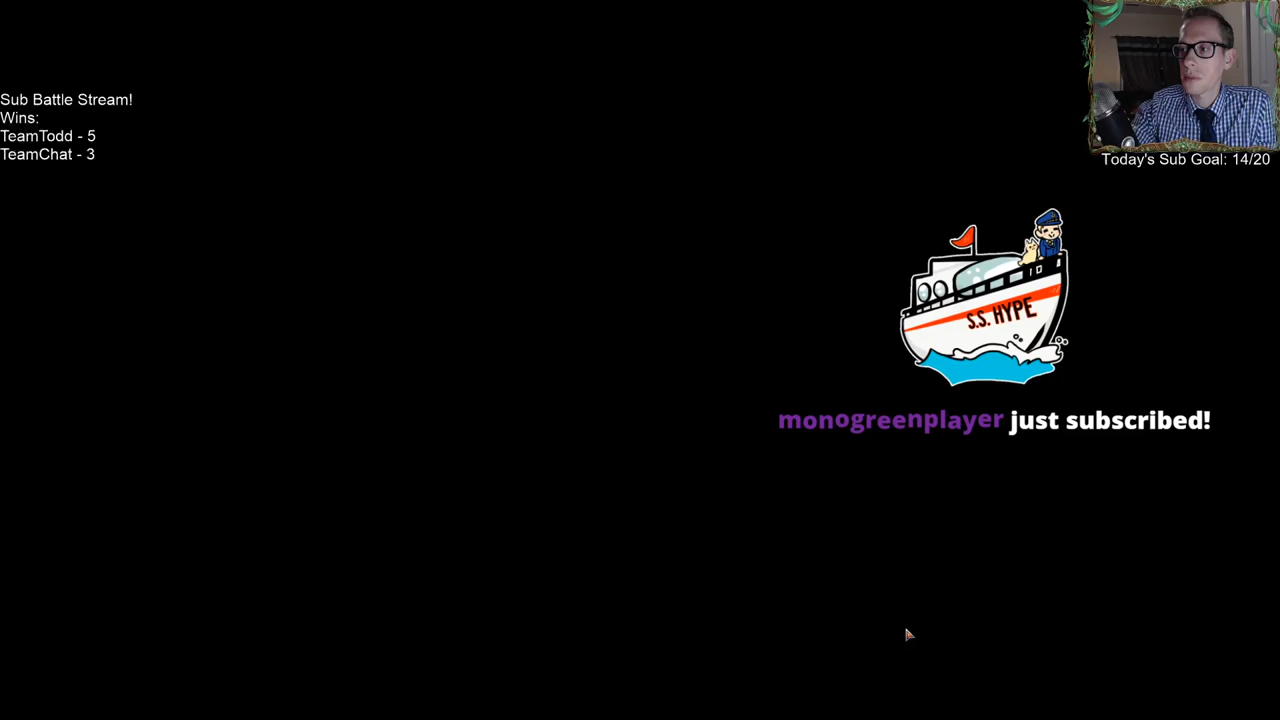 Sub Battle Stream!
Wins:
TeamTodd - 5
TeamChat - 3
Today's Sub Goal: 14/20
S.S. HYPE
monogreenplayer just subscribed!